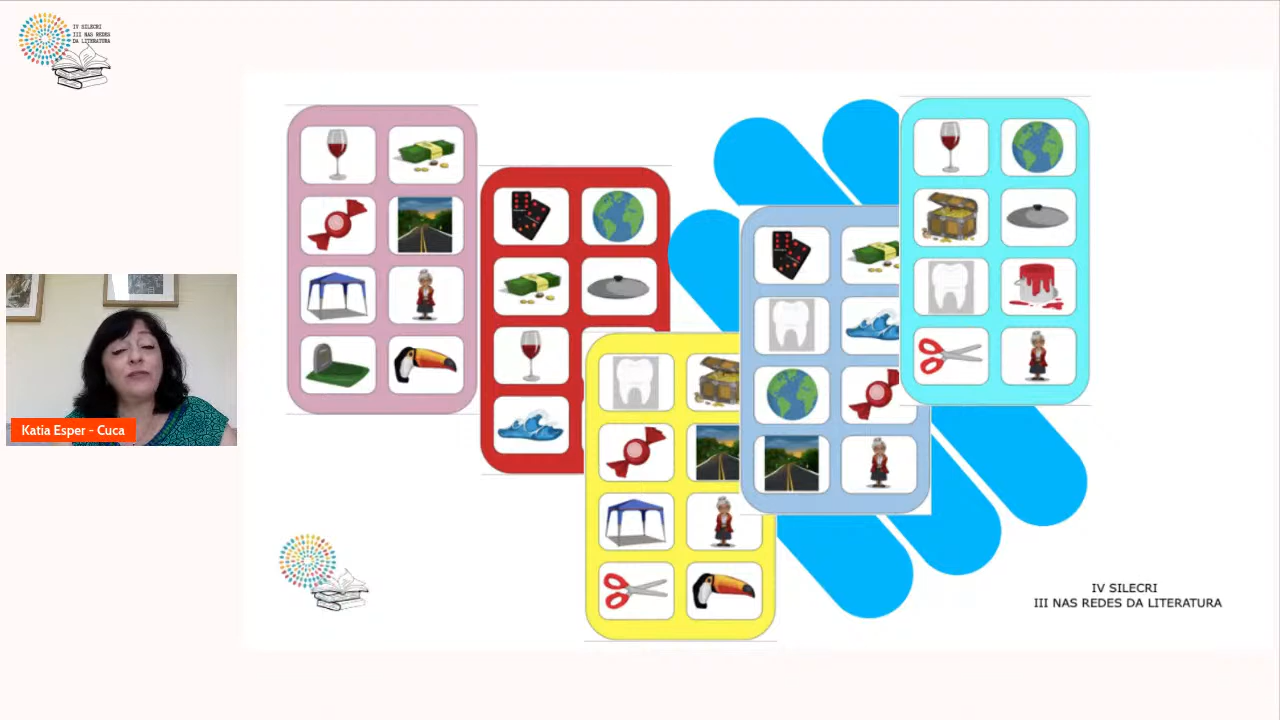 IV SILECRI
III NAS REDES
DA LITERATURA
Katia Esper - Cuca
IV SILECRI
III NAS REDES DA LITERATURA